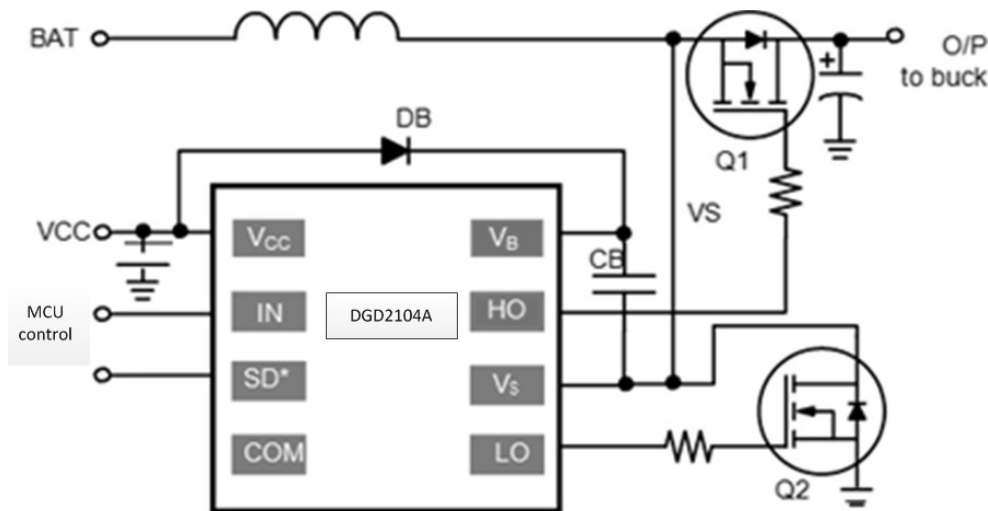 BAT
O/P
to buck
+
Q1
DB
VS
VCC
VCC
VB
CB
MCU
control
IN
DGD2104A
HO
SD*
VS
COM
LO
Q2